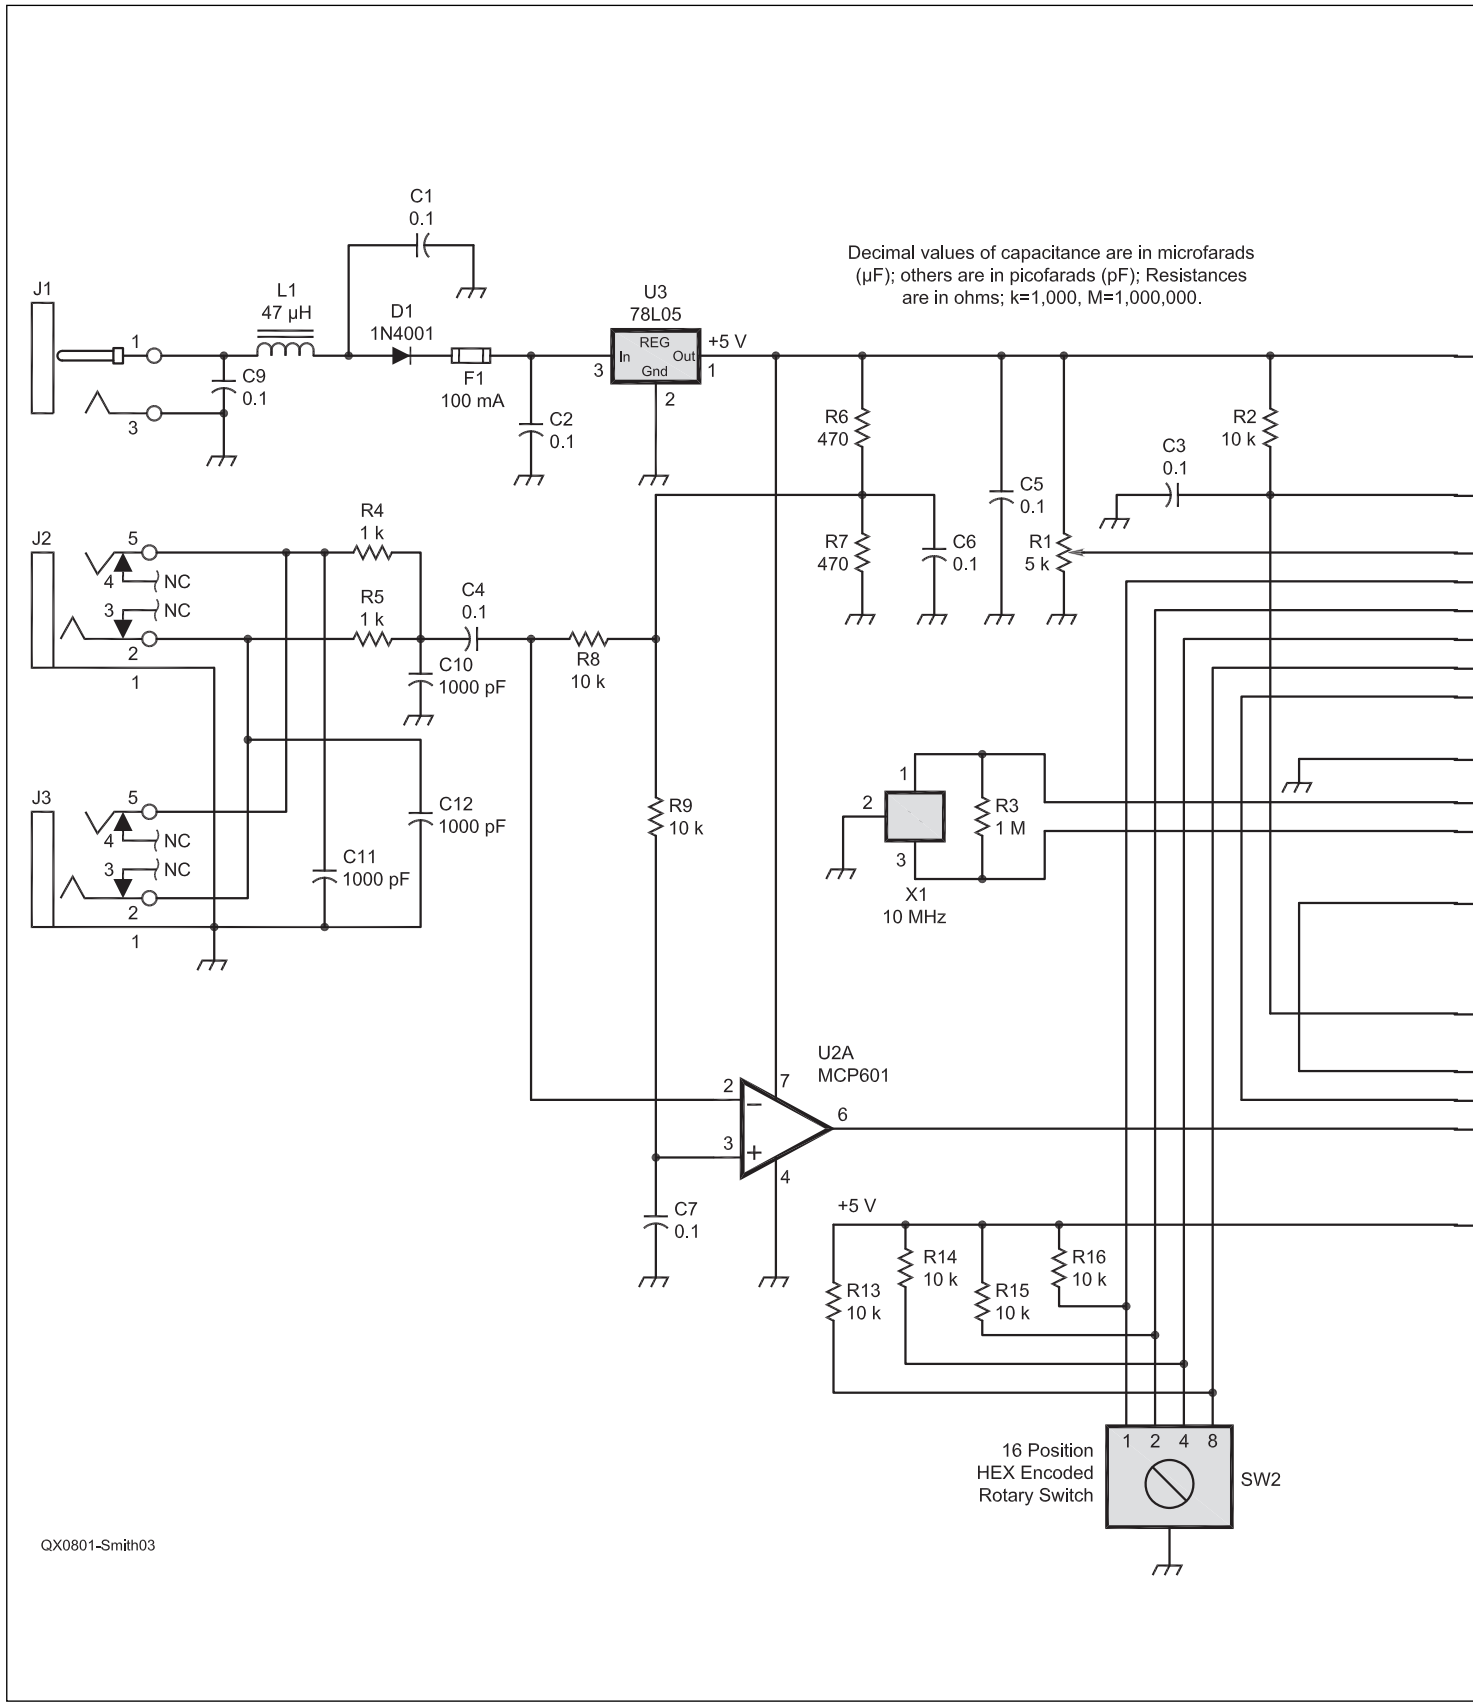 C1
0.1
Decimal values of capacitance are in microfarads
(µF); others are in picofarads (pF); Resistances
are in ohms; k=1,000, M=1,000,000.
J1
L1
47 µH
D1
1N4001
U3
78L05
REG
In
Out
Gnd
+5 V
1
3
1
2
3
C9
0.1
F1
100 mA
C2
0.1
R6
470
R2
10 k
C3
0.1
C5
0.1
R4
1 k
J2
5
4
NC
3
NC
2
1
R5
1 k
C4
0.1
R7
470
C6
0.1
R1
5 k
R8
10 k
C10
1000 pF
J3
5
4
NC
3
NC
2
1
C12
1000 pF
C11
1000 pF
R9
10 k
1
2
3
R3
1 M
X1
10 MHz
U2A
MCP601
2
7
6
3
4
–
+
C7
0.1
+5 V
R14
10 k
R16
10 k
R13
10 k
R15
10 k
1 2 4 8
16 Position
HEX Encoded
Rotary Switch
SW2
QX0801-Smith03